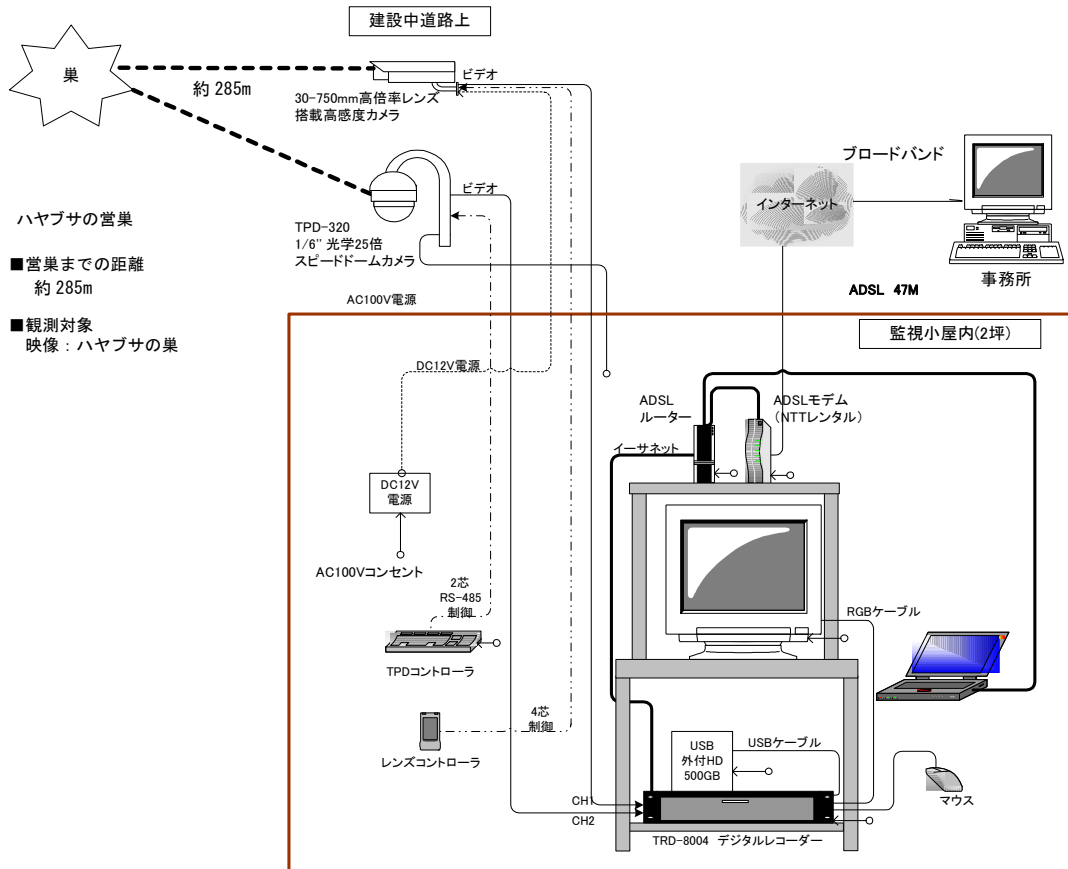 建設中道路上
巣
約 285m
ビデオ
30-750mm高倍率レンズ
搭載高感度カメラ
ビデオ
TPD-320
1/6” 光学25倍
スピードドームカメラ
ハヤブサの営巣
■営巣までの距離
約 285m
■観測対象
映像：ハヤブサの巣
AC100V電源
ブロードバンド
インターネット
事務所
ADSL 47M
監視小屋内(2坪)
DC12V電源
ADSL
ルーター
ADSLモデム
（NTTレンタル）
イーサネット
DC12V
電源
AC100Vコンセント
2芯
RS-485
制御
TPDコントローラ
RGBケーブル
4芯
制御
レンズコントローラ
USB
外付HD
500GB
USBケーブル
マウス
CH1
CH2
TRD-8004 デジタルレコーダー